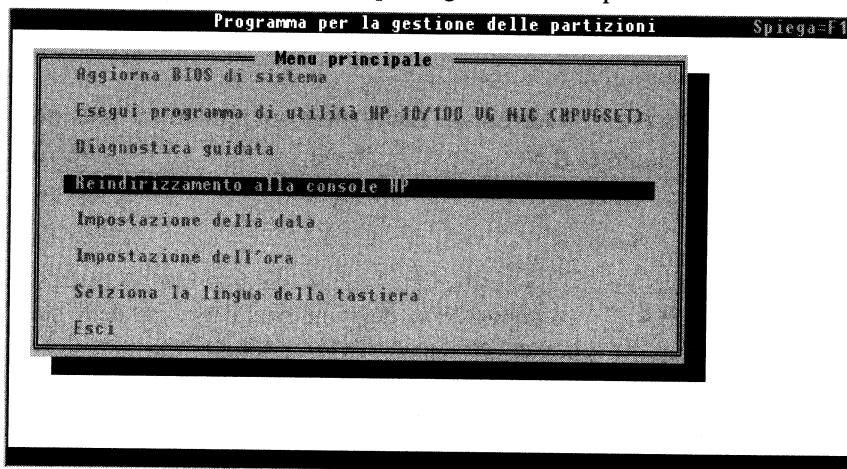 Programma per la gestione delle partizioni Spiega=F1
Menu principale
Aggiorna BIOS di sistema
Esegui programma di utilità HP 10/100 VG NIC (HPVGSET)
Diagnostica guidata
Reindirizzamento alla console HP
Impostazione della data
Impostazione dell'ora
Selziona la lingua della tastiera
Esci